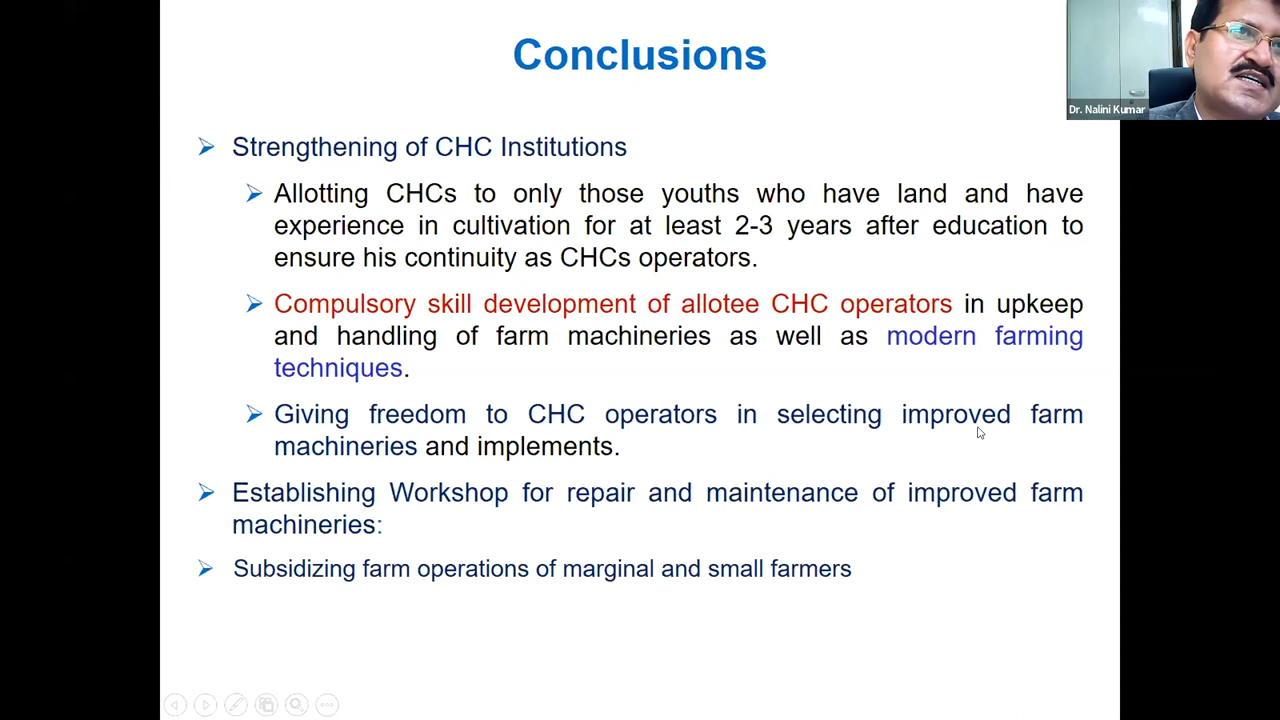 Conclusions
Dr. Nalini Kumar
Strengthening of CHC Institutions
Allotting CHCs to only those youths who have land and have
experience in cultivation for at least 2-3 years after education to
ensure his continuity as CHCs operators.
Compulsory skill development of allotee CHC operators in upkeep
and handling of farm machineries as well as modern farming
techniques.
Giving freedom to CHC operators in selecting improved farm
machineries and implements.
Establishing Workshop for repair and maintenance of improved farm
machineries:
Subsidizing farm operations of marginal and small farmers